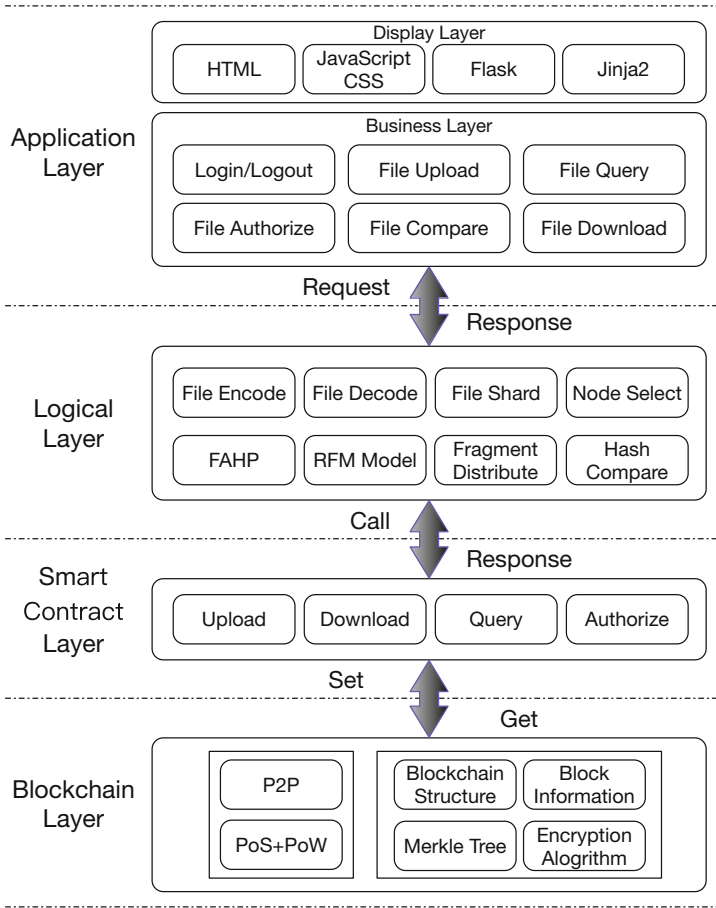 Display Layer
HTML
JavaScript
CSS
Flask
Jinja2
Application
Layer
Business Layer
Login/Logout
File Upload
File Query
File Authorize
File Compare
File Download
Request
Response
Logical
Layer
File Encode
File Decode
File Shard
Node Select
FAHP
RFM Model
Fragment
Distribute
Hash
Compare
Call
Response
Smart
Contract
Layer
Upload
Download
Query
Authorize
Set
Get
Blockchain
Layer
P2P
PoS+PoW
Blockchain
Structure
Block
Information
Merkle Tree
Encryption
Alogrithm